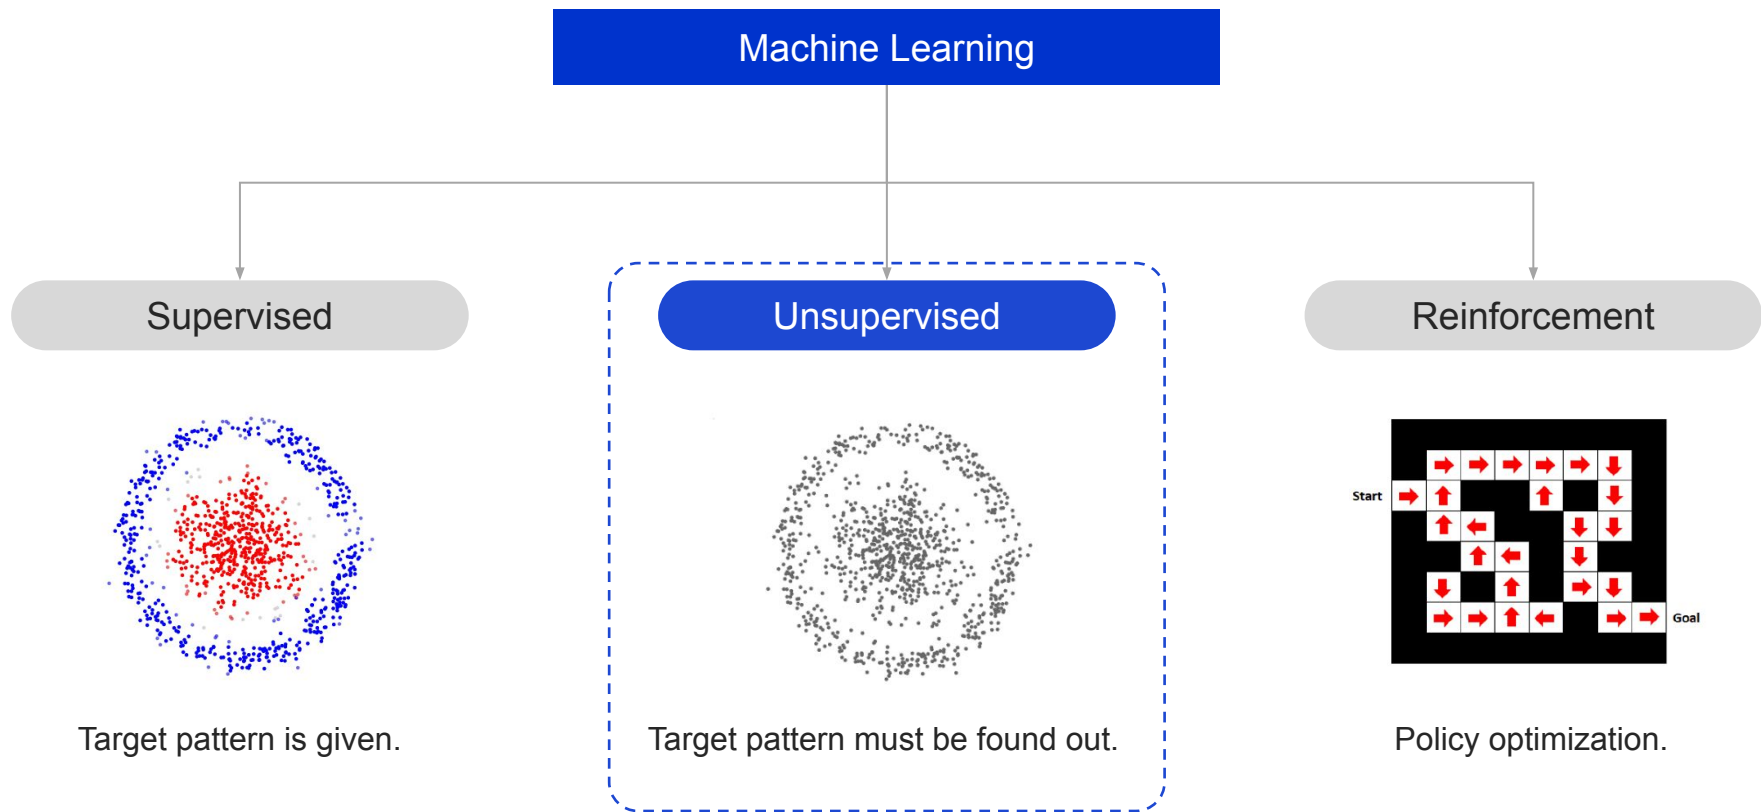 Machine Learning
Supervised
Unsupervised
Reinforcement
Start
Goal
Target pattern is given.
Target pattern must be found out.
Policy optimization.